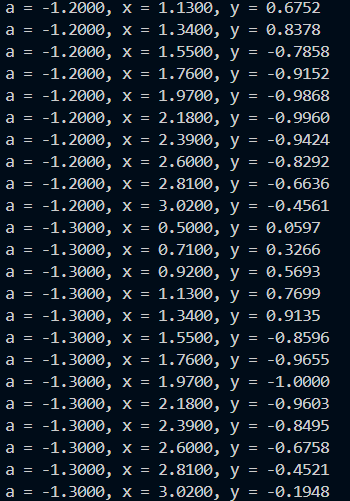 a = -1.2000, x = 1.1300, y = 0.6752
a = -1.2000, x = 1.3400, y = 0.8378
a = -1.2000, x = 1.5500, y = -0.7858
a = -1.2000, x = 1.7600, y = -0.9152
a = -1.2000, x = 1.9700, y = -0.9868
a = -1.2000, x = 2.1800, y = -0.9960
a = -1.2000, x = 2.3900, y = -0.9424
a = -1.2000, x = 2.6000, y = -0.8292
a = -1.2000, x = 2.8100, y = -0.6636
a = -1.2000, x = 3.0200, y = -0.4561
a = -1.3000, x = 0.5000, y = 0.0597
a = -1.3000, x = 0.7100, y = 0.3266
a = -1.3000, x = 0.9200, y = 0.5693
a = -1.3000, x = 1.1300, y = 0.7699
a = -1.3000, x = 1.3400, y = 0.9135
a = -1.3000, x = 1.5500, y = -0.8596
a = -1.3000, x = 1.7600, y = -0.9655
a = -1.3000, x = 1.9700, y = -1.0000
a = -1.3000, x = 2.1800, y = -0.9603
a = -1.3000, x = 2.3900, y = -0.8495
a = -1.3000, x = 2.6000, y = -0.6758
a = -1.3000, x = 2.8100, y = -0.4521
a = -1.3000, x = 3.0200, y = -0.1948